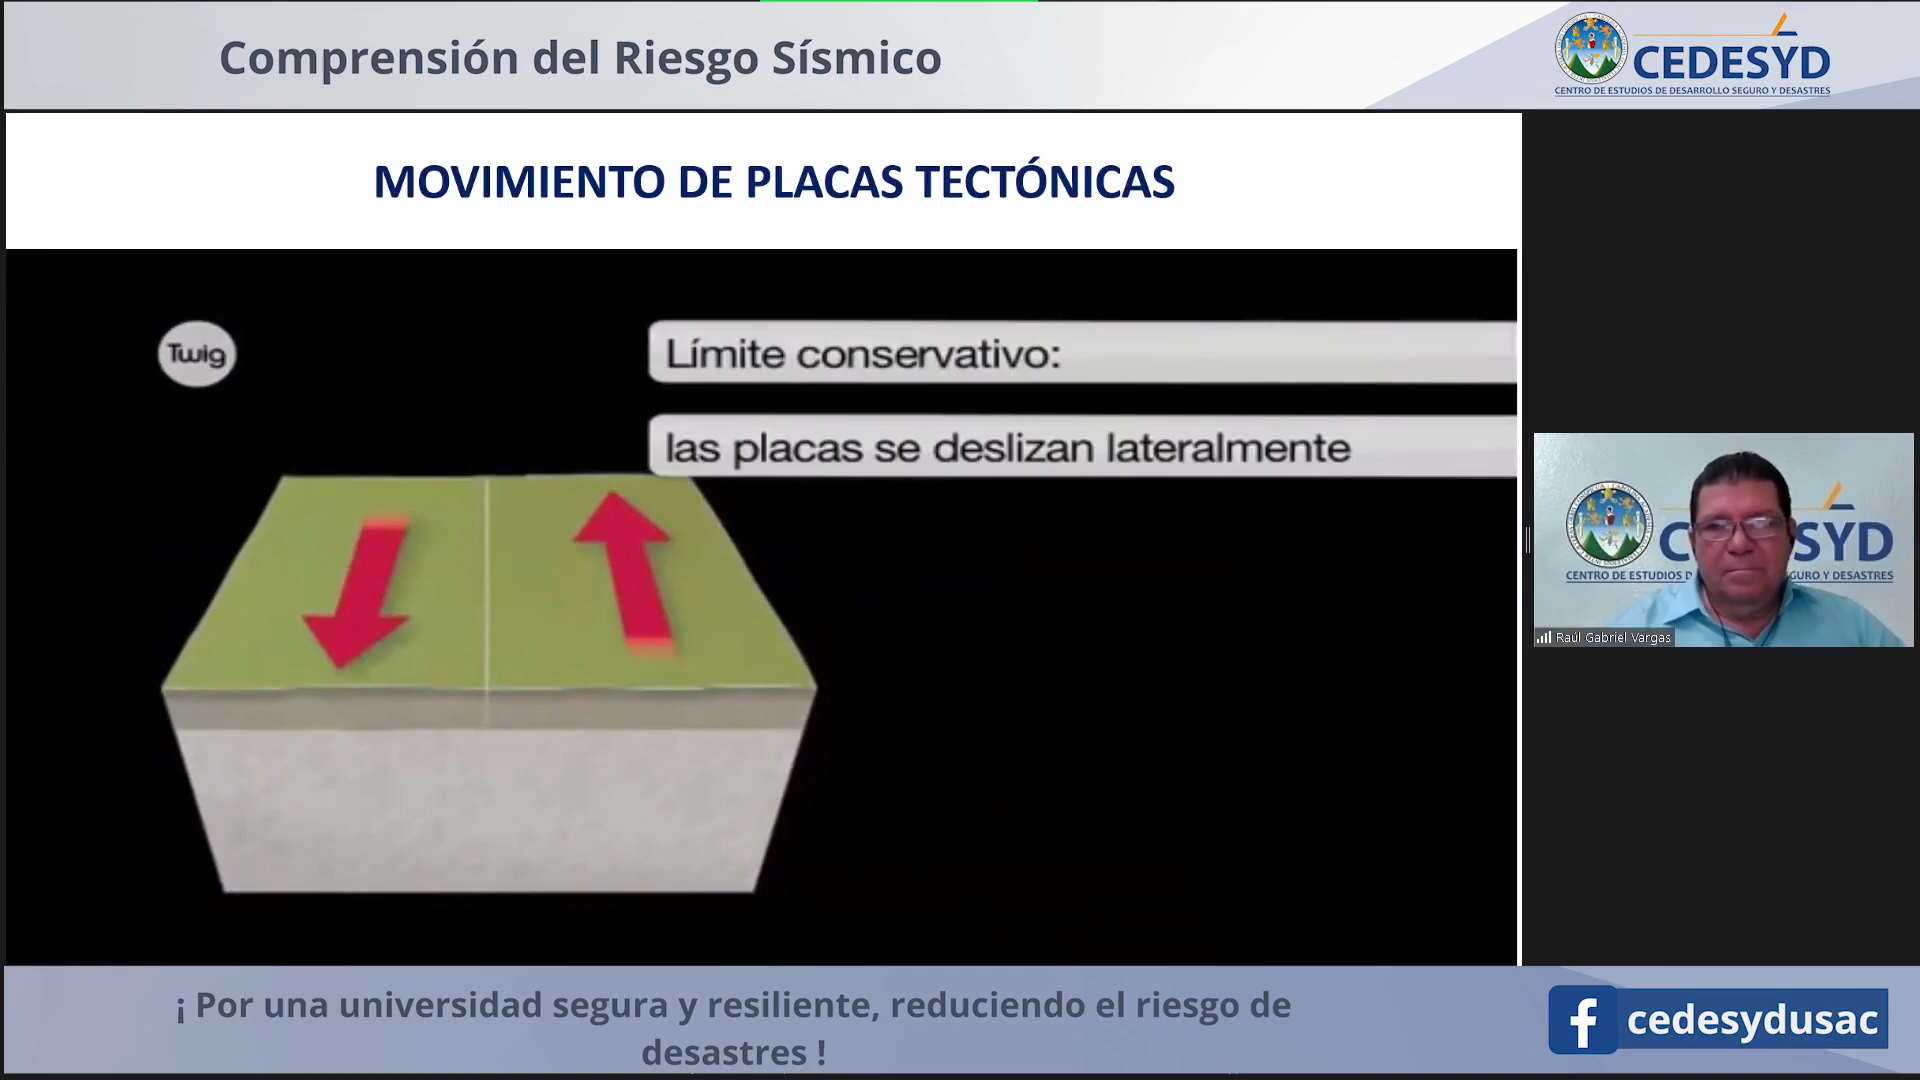 Comprensión del Riesgo Sísmico
CEDESYD
CENTRO DE ESTUDIOS DE DESARROLLO SEGURO Y DESASTRES
MOVIMIENTO DE PLACAS TECTÓNICAS
Twig
Límite conservativo:
las placas se deslizan lateralmente
C SYD
CENTRO DE ESTUDIOS D GURO Y DESASTRES
Raúl Gabriel Vargas
¡ Por una universidad segura y resiliente, reduciendo el riesgo de
desastres !
f cedesydusac